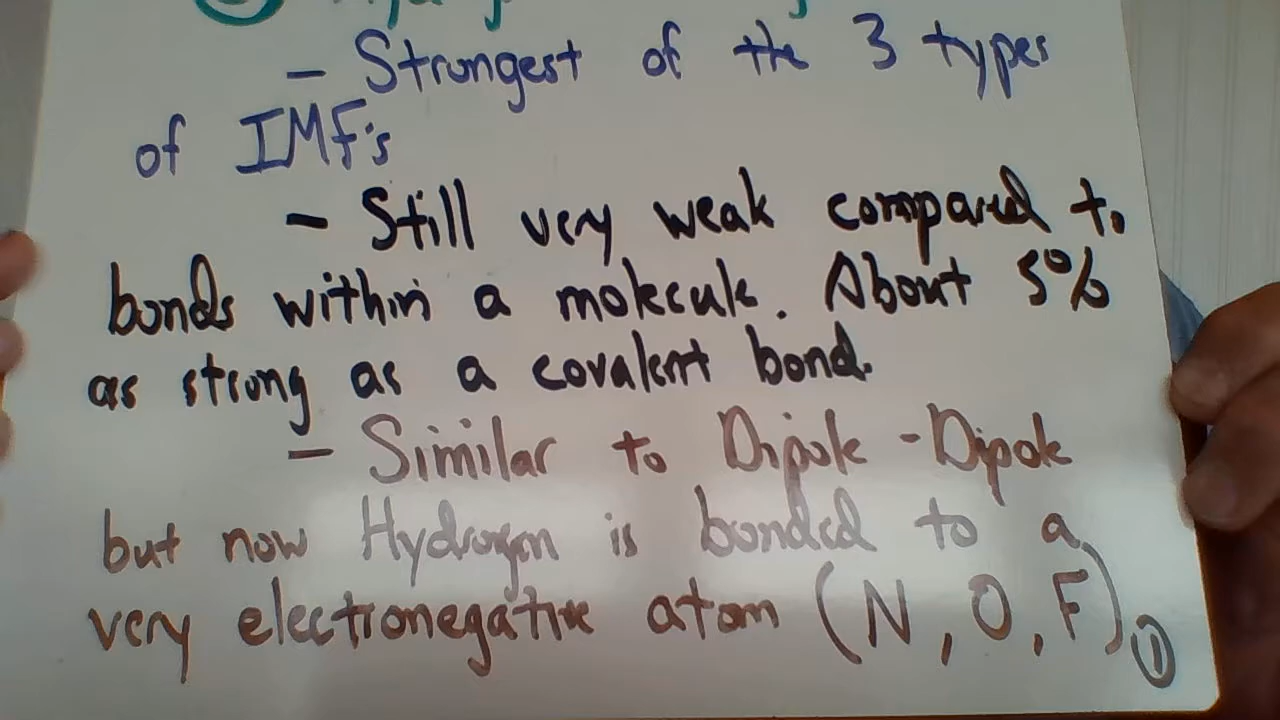 - Strongest of the 3 types
of IMF's
- Still very weak compared to
bonds within a molecule. About 5%
as strong as a covalent bond.
- Similar to Dipole-Dipole
but now Hydrogen is bonded to a
very electronegative atom (N, O, F)
1